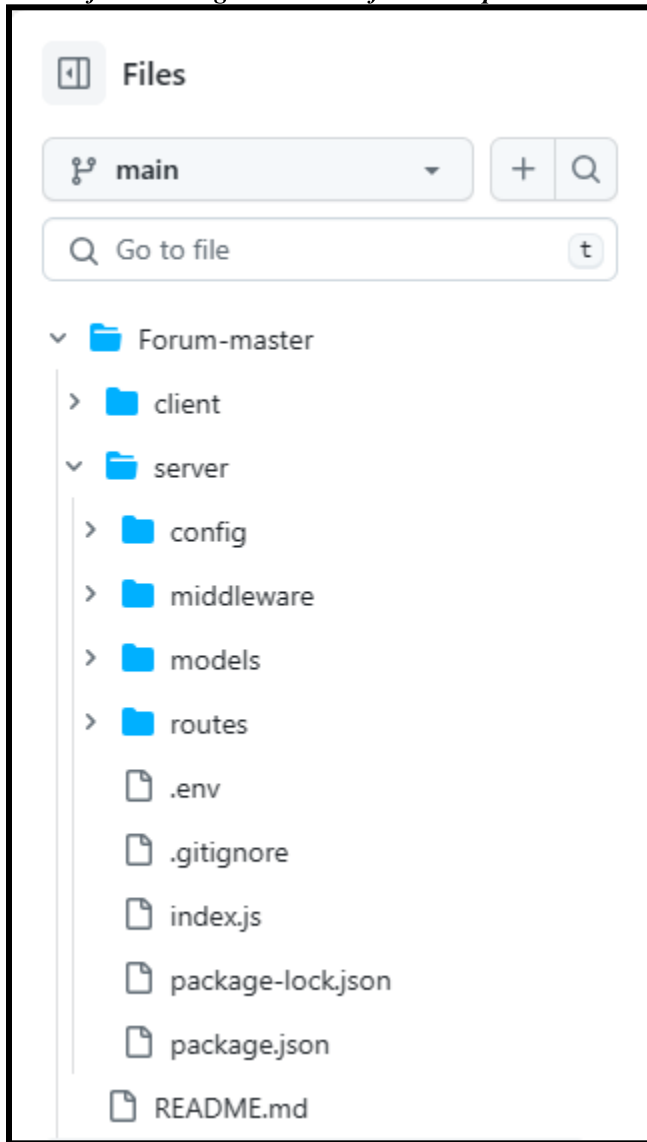 Files
main
Go to file t
Forum-master
client
server
config
middleware
models
routes
.env
.gitignore
index.js
package-lock.json
package.json
README.md